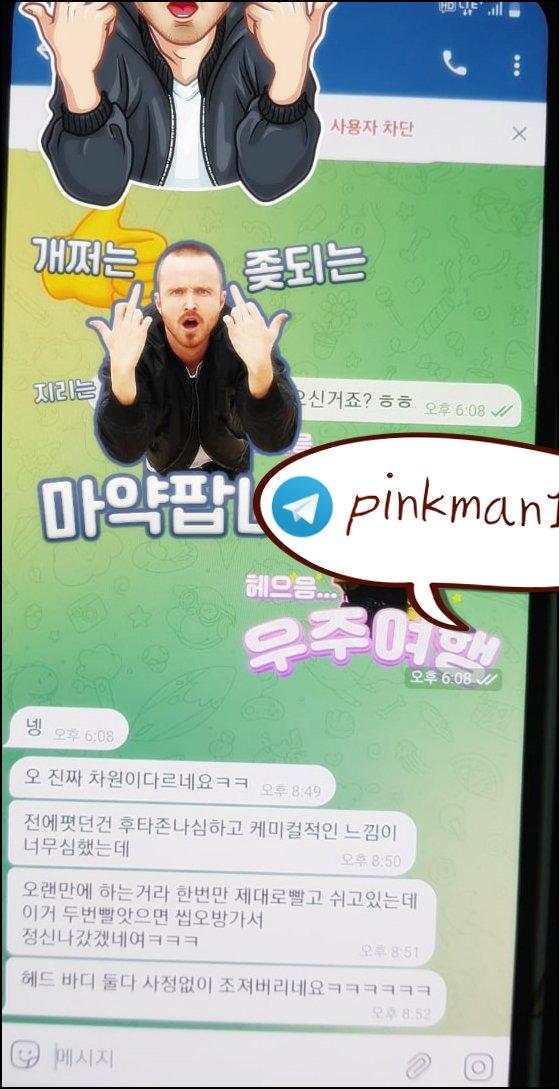 사용자 차단
개쩌는
좆되는
지리는
신거죠? ㅎㅎ 오후 6:08
마약팝
pinkman1
헤으응...
우주여행
오후 6:08
넹 오후 6:08
오 진짜 차원이다르네요ㅋㅋ 오후 8:49
전에폇던건 후타존나심하고 케미컬적인 느낌이
너무심했는데 오후 8:50
오랜만에 하는거라 한번만 제대로빨고 쉬고있는데
이거 두번빨앗으면 씹오방가서
정신나갔겠네여ㅋㅋㅋ 오후 8:51
헤드 바디 둘다 사정없이 조져버리네요ㅋㅋㅋㅋㅋㅋ
오후 8:52
메시지